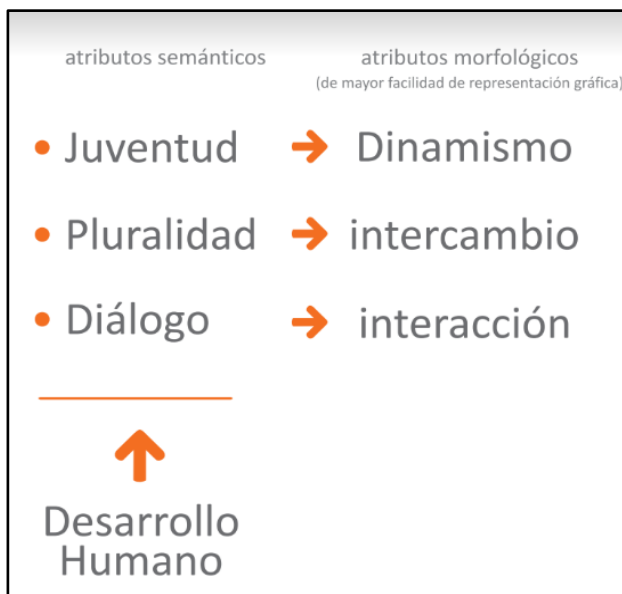 atributos semánticos
atributos morfológicos
(de mayor facilidad de representación gráfica)
• Juventud → Dinamismo
• Pluralidad → intercambio
• Diálogo → interacción
Desarrollo
Humano